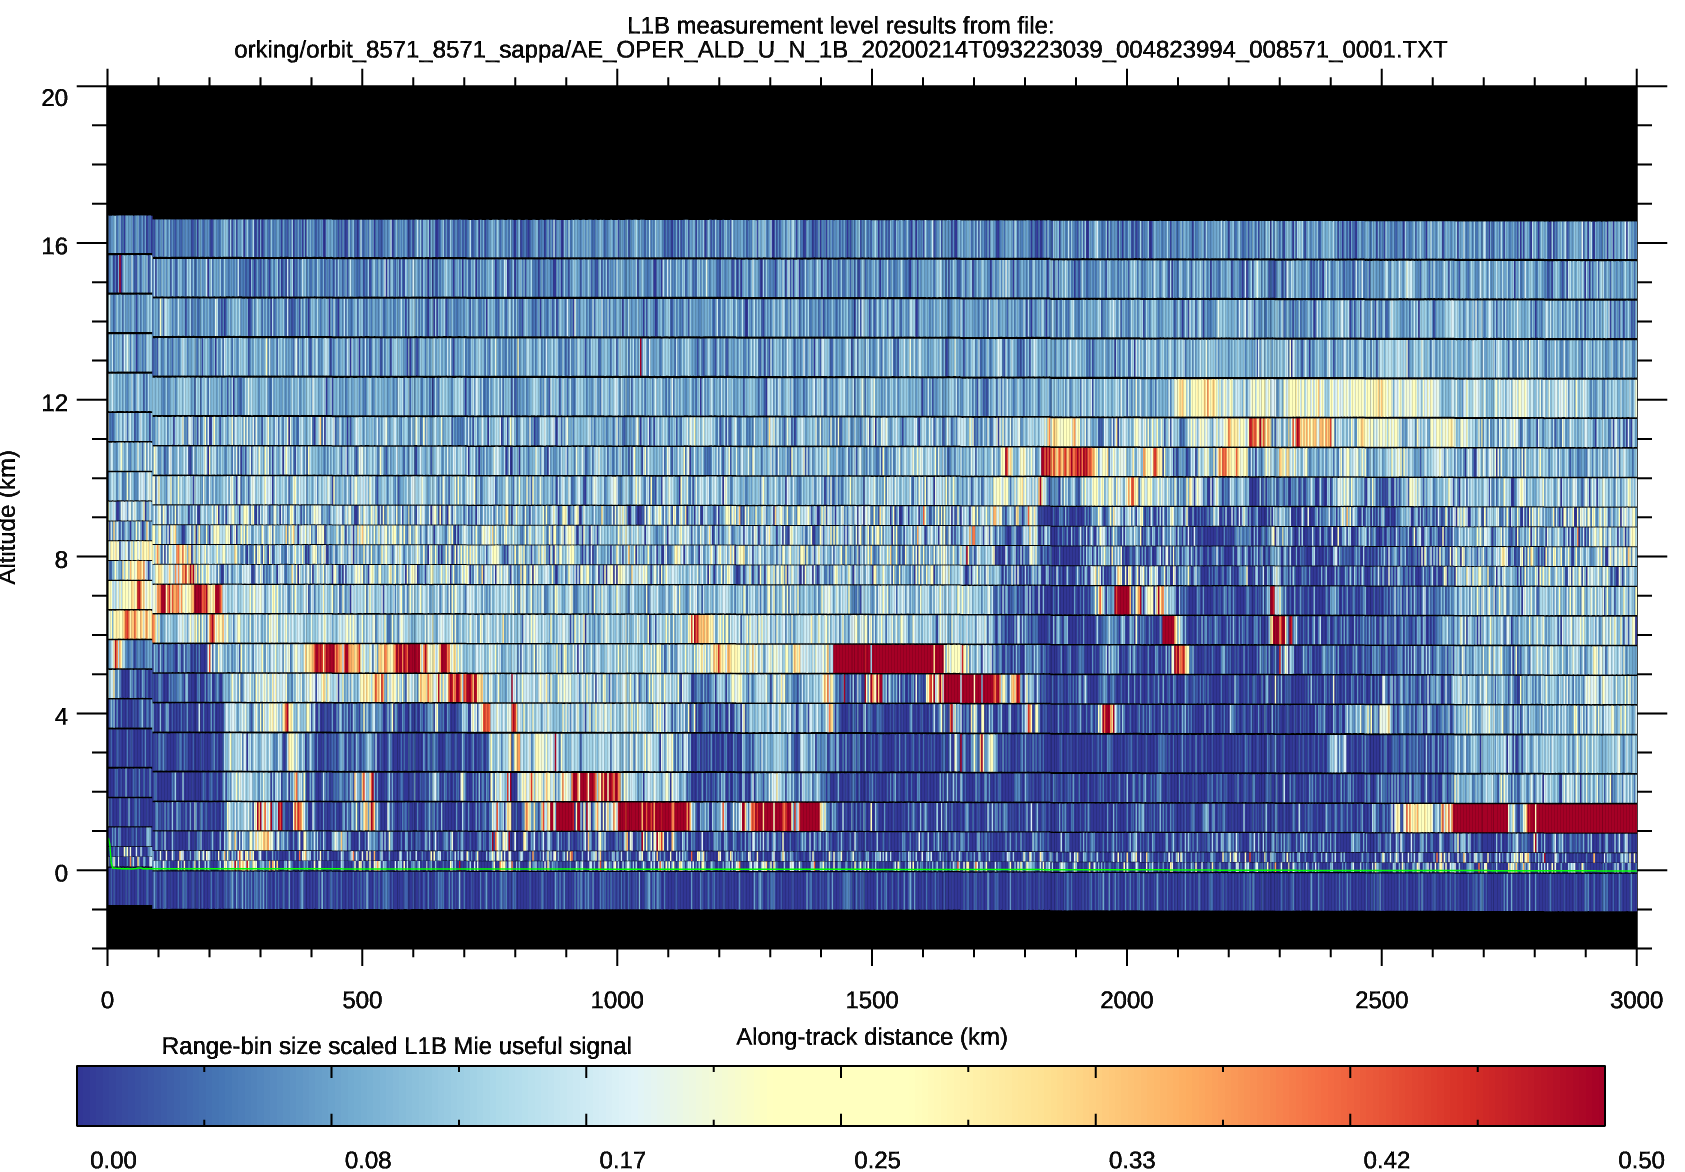 L1B measurement level results from file:
orking/orbit_8571_8571_sappa/AE_OPER_ALD_U_N_1B_20200214T093223039_004823994_008571_0001.TXT
20
16
12
8
4
0
Altitude (km)
0 500 1000 1500 2000 2500 3000
Along-track distance (km)
Range-bin size scaled L1B Mie useful signal
0.00 0.08 0.17 0.25 0.33 0.42 0.50